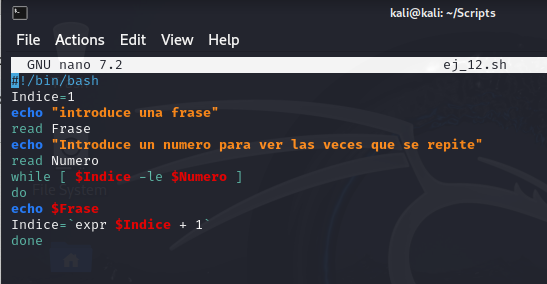 kali@kali: ~/Scripts
File Actions Edit View Help
GNU nano 7.2 ej_12.sh
#!/bin/bash
Indice=1
echo "introduce una frase"
read Frase
echo "Introduce un numero para ver las veces que se repite"
read Numero
while [ $Indice -le $Numero ]
do
File System
echo $Frase
Indice=`expr $Indice + 1`
done